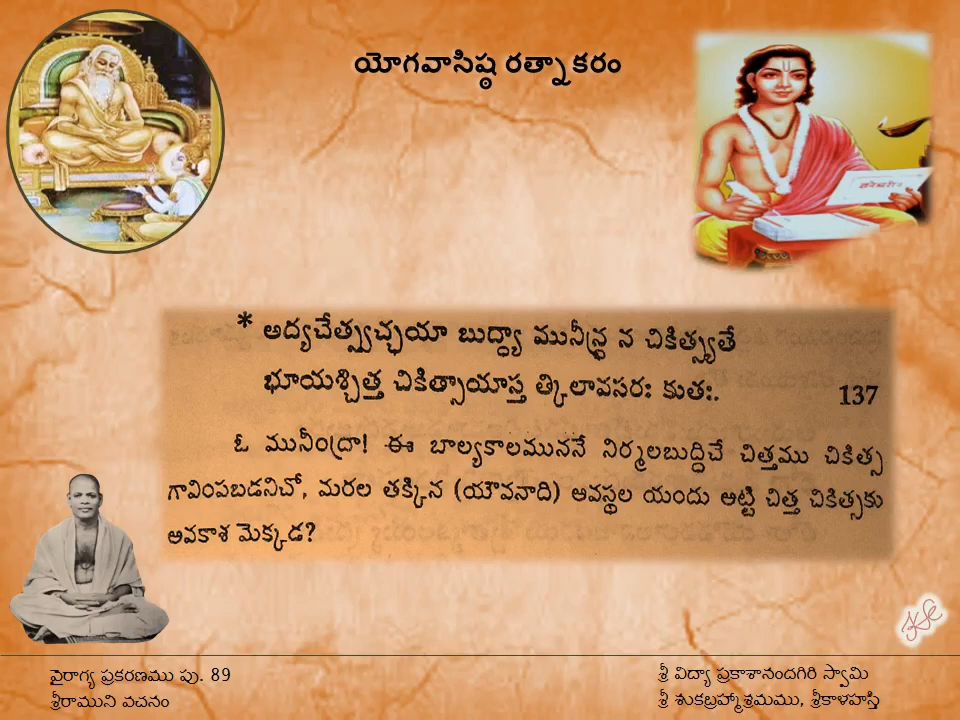 యోగవాసిష్ఠ రత్నాకరం
* అద్యచేత్స్వచ్ఛయా బుద్ధ్యా మునీన్ద్ర న చికిత్స్యతే
భూయశ్చిత్త చికిత్సాయాస్త త్కిలావసరః కుతః. 137
ఓ మునీంద్రా! ఈ బాల్యకాలముననే నిర్మలబుద్ధిచే చిత్తము చికిత్స
గావింపబడనిచో, మరల తక్కిన (యౌవనాది) అవస్థల యందు అట్టి చిత్త చికిత్సకు
అవకాశ మెక్కడ?
వైరాగ్య ప్రకరణము పు. 89
శ్రీరాముని వచనం
శ్రీ విద్యా ప్రకాశానందగిరి స్వామి
శ్రీ శుకబ్రహ్మాశ్రమము, శ్రీకాళహస్తి